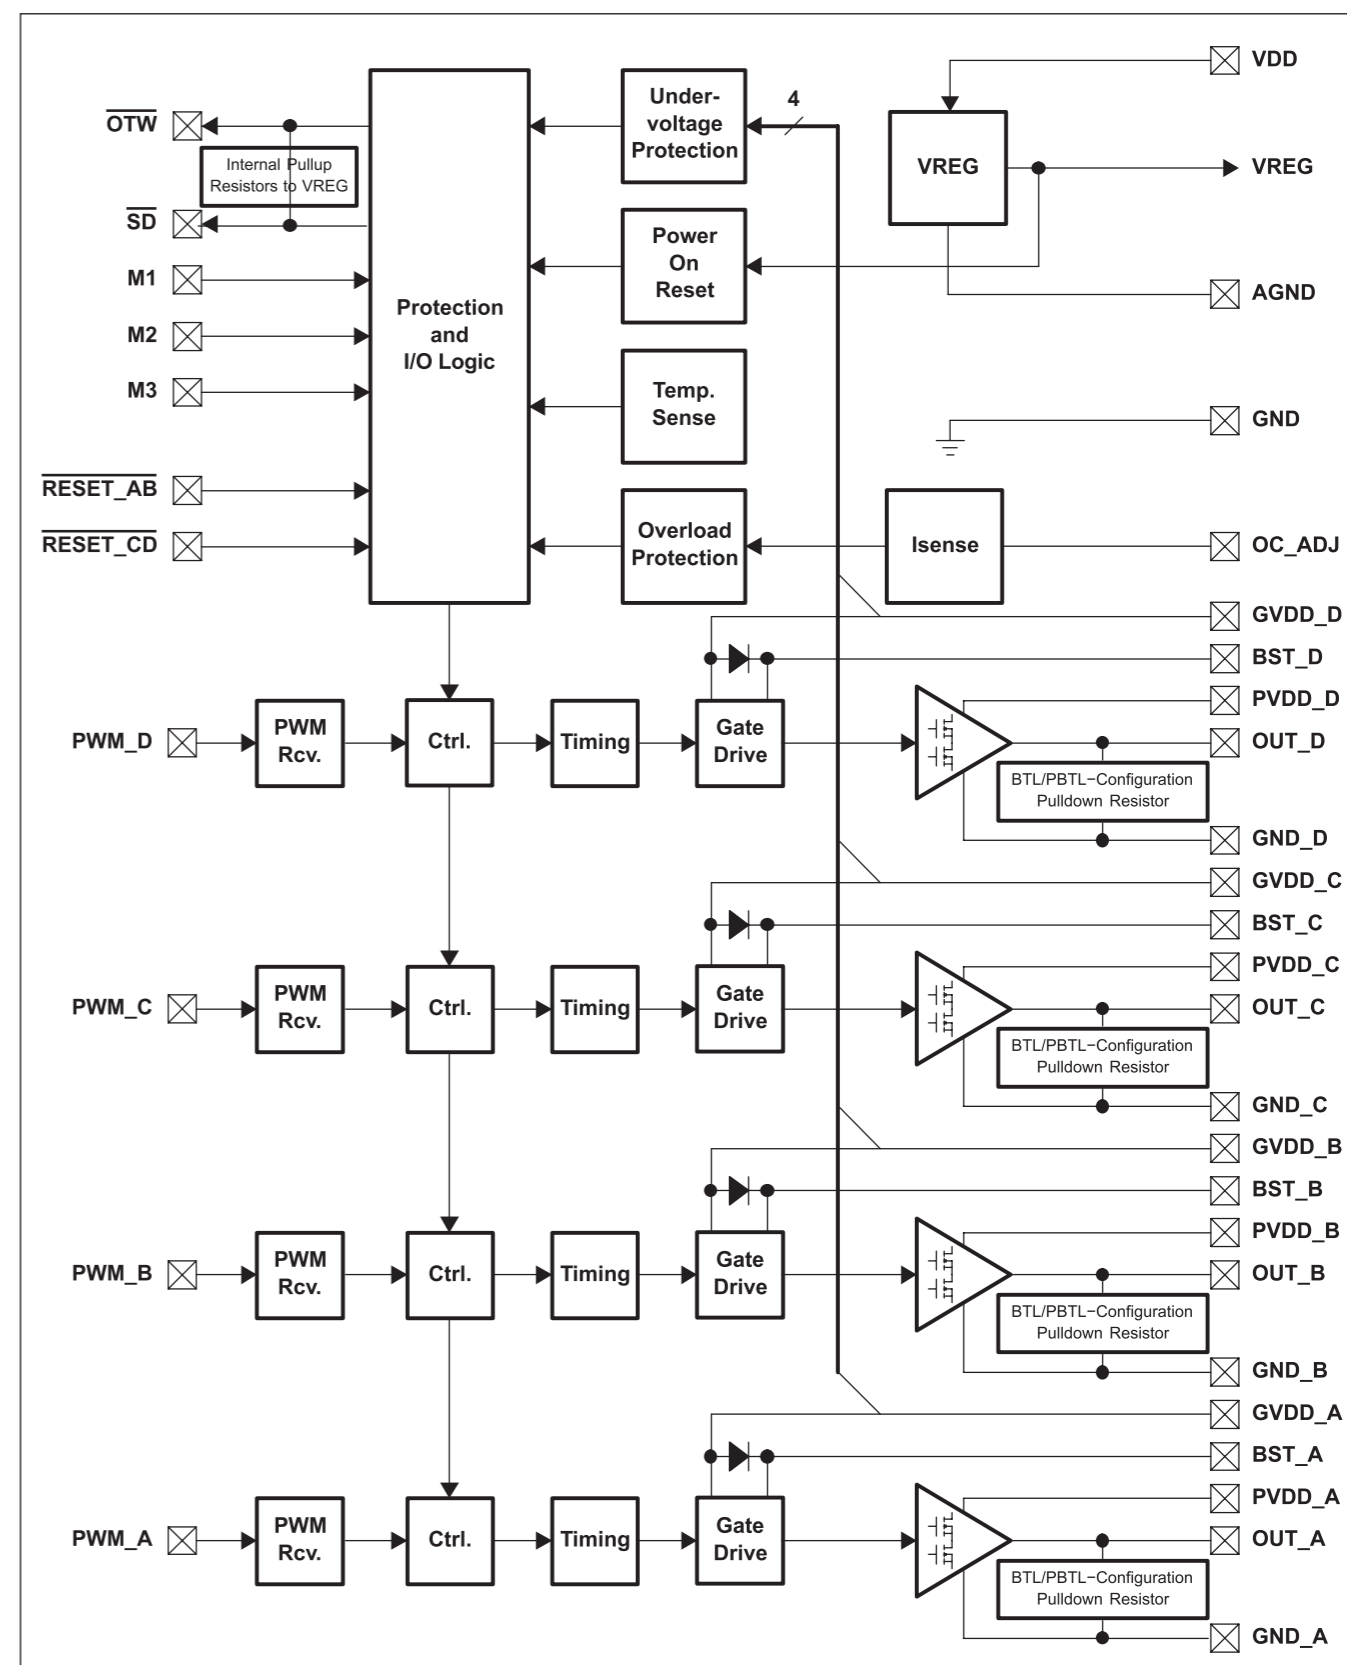 VDD
Under-
voltage
Protection
4
OTW
Internal Pullup
Resistors to VREG
VREG
VREG
SD
Power
On
Reset
M1
AGND
Protection
and
I/O Logic
M2
M3
Temp.
Sense
GND
RESET_AB
RESET_CD
Overload
Protection
Isense
OC_ADJ
GVDD_D
BST_D
PVDD_D
PWM_D
PWM
Rcv.
Ctrl.
Timing
Gate
Drive
OUT_D
BTL/PBTL−Configuration
Pulldown Resistor
GND_D
GVDD_C
BST_C
PVDD_C
PWM_C
PWM
Rcv.
Ctrl.
Timing
Gate
Drive
OUT_C
BTL/PBTL−Configuration
Pulldown Resistor
GND_C
GVDD_B
BST_B
PVDD_B
PWM_B
PWM
Rcv.
Ctrl.
Timing
Gate
Drive
OUT_B
BTL/PBTL−Configuration
Pulldown Resistor
GND_B
GVDD_A
BST_A
PVDD_A
PWM_A
PWM
Rcv.
Ctrl.
Timing
Gate
Drive
OUT_A
BTL/PBTL−Configuration
Pulldown Resistor
GND_A